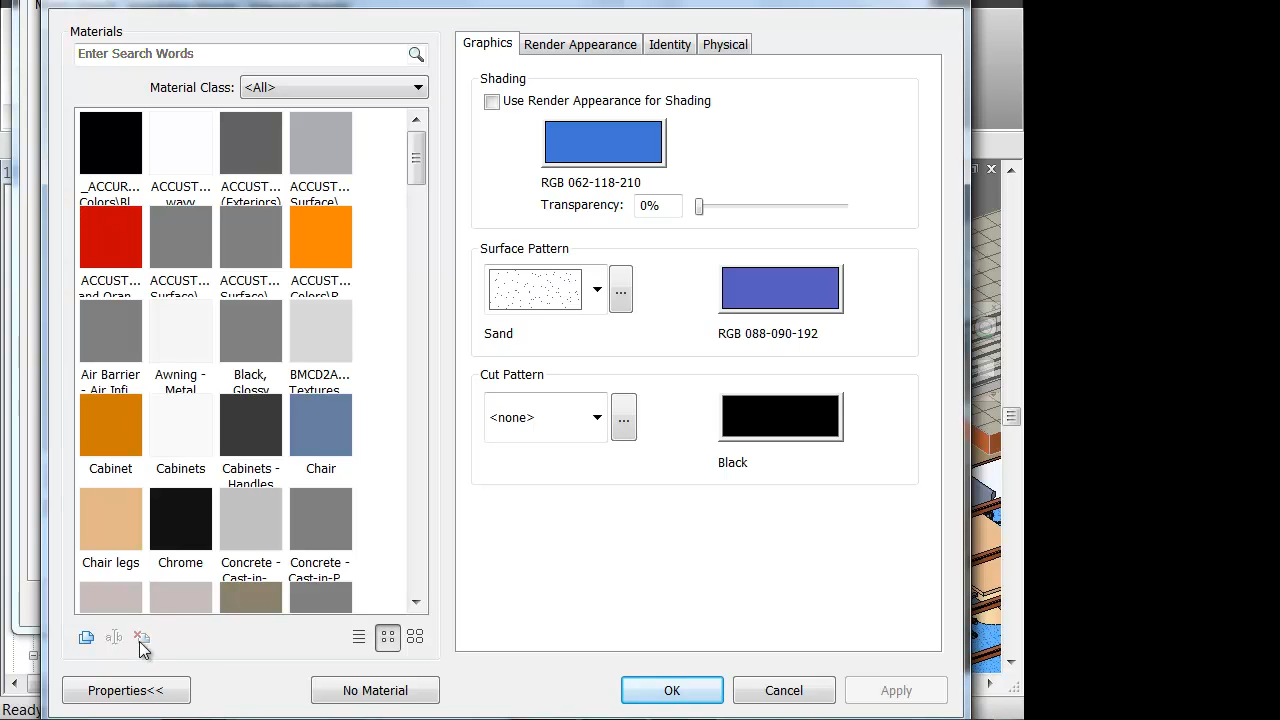 Materials
Enter Search Words
Material Class: <All>
_ACCUR... ACCUST... ACCUST... ACCUST...
Colors\Bl wavy (Exteriors) Surface\
ACCUST... ACCUST... ACCUST... ACCUST...
and Oran Surface\ Surface\ Colors\R
Air Barrier Awning - Black, BMCD2A...
- Air Infi Metal Glossy Textures
Cabinet Cabinets Cabinets - Chair
Handles
Chair legs Chrome Concrete - Concrete -
Cast-in- Cast-in-P
Properties<< No Material
Graphics Render Appearance Identity Physical
Shading
Use Render Appearance for Shading
RGB 062-118-210
Transparency: 0%
Surface Pattern
...
Sand RGB 088-090-192
Cut Pattern
<none> ...
Black
OK Cancel Apply
Ready